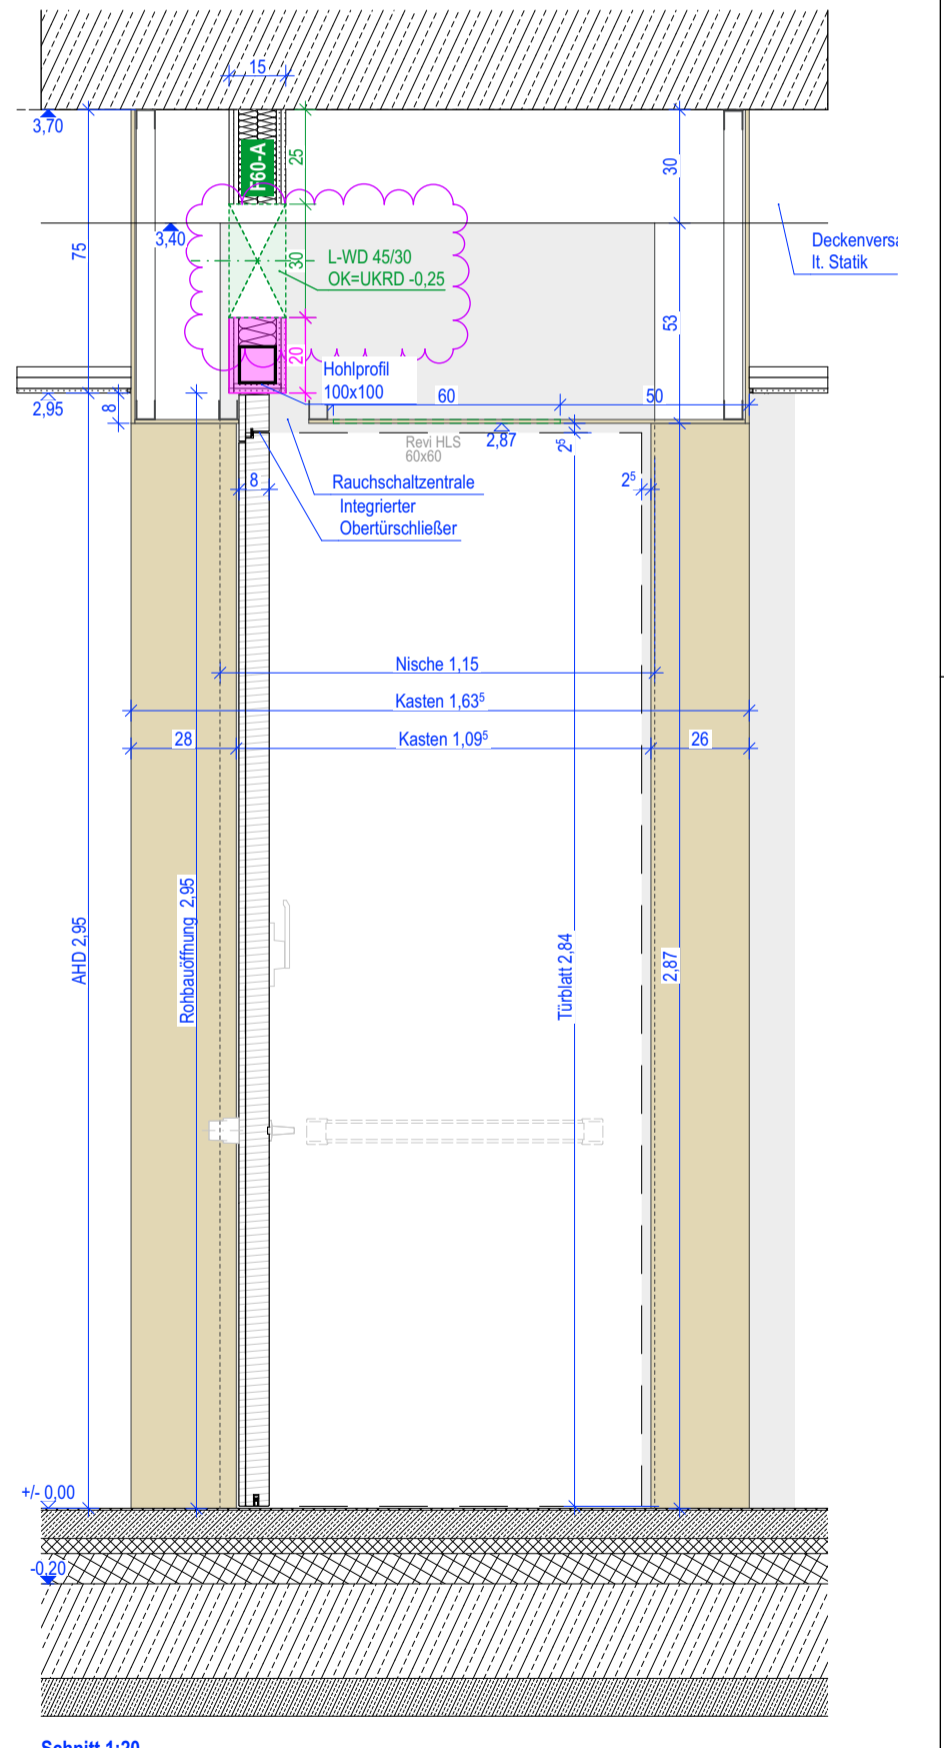 15
3,70
F60-A
25
30
75
3,40
L-WD 45/30
OK=UKRD -0,25
30
Deckenversa
lt. Statik
53
20
Hohlprofil
100x100
60
50
2,95
8
Revi HLS
60x60
2,87
2⁵
8
Rauchschaltzentrale
Integrierter
Obertürschließer
2⁵
Nische 1,15
Kasten 1,63⁵
28
Kasten 1,09⁵
26
AHD 2,95
Rohbauöffnung 2,95
Türblatt 2,84
2,87
+/- 0,00
-0,20
Schnitt 1:20